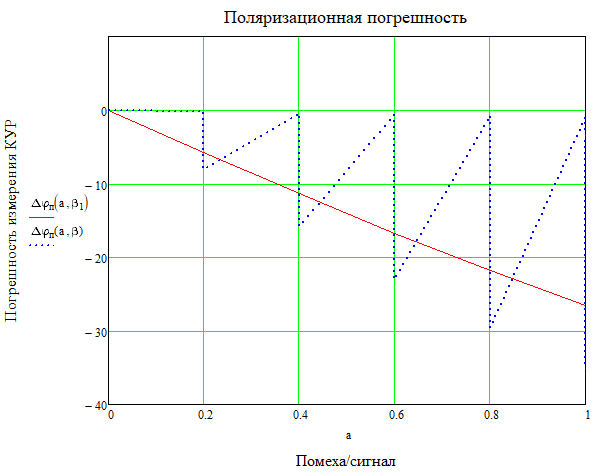 Поляризационная погрешность
Погрешность измерения КУР
Δφп(a,β1)
Δφп(a,β)
0
−10
−20
−30
−40
0 0.2 0.4 0.6 0.8 1
a
Помеха/сигнал